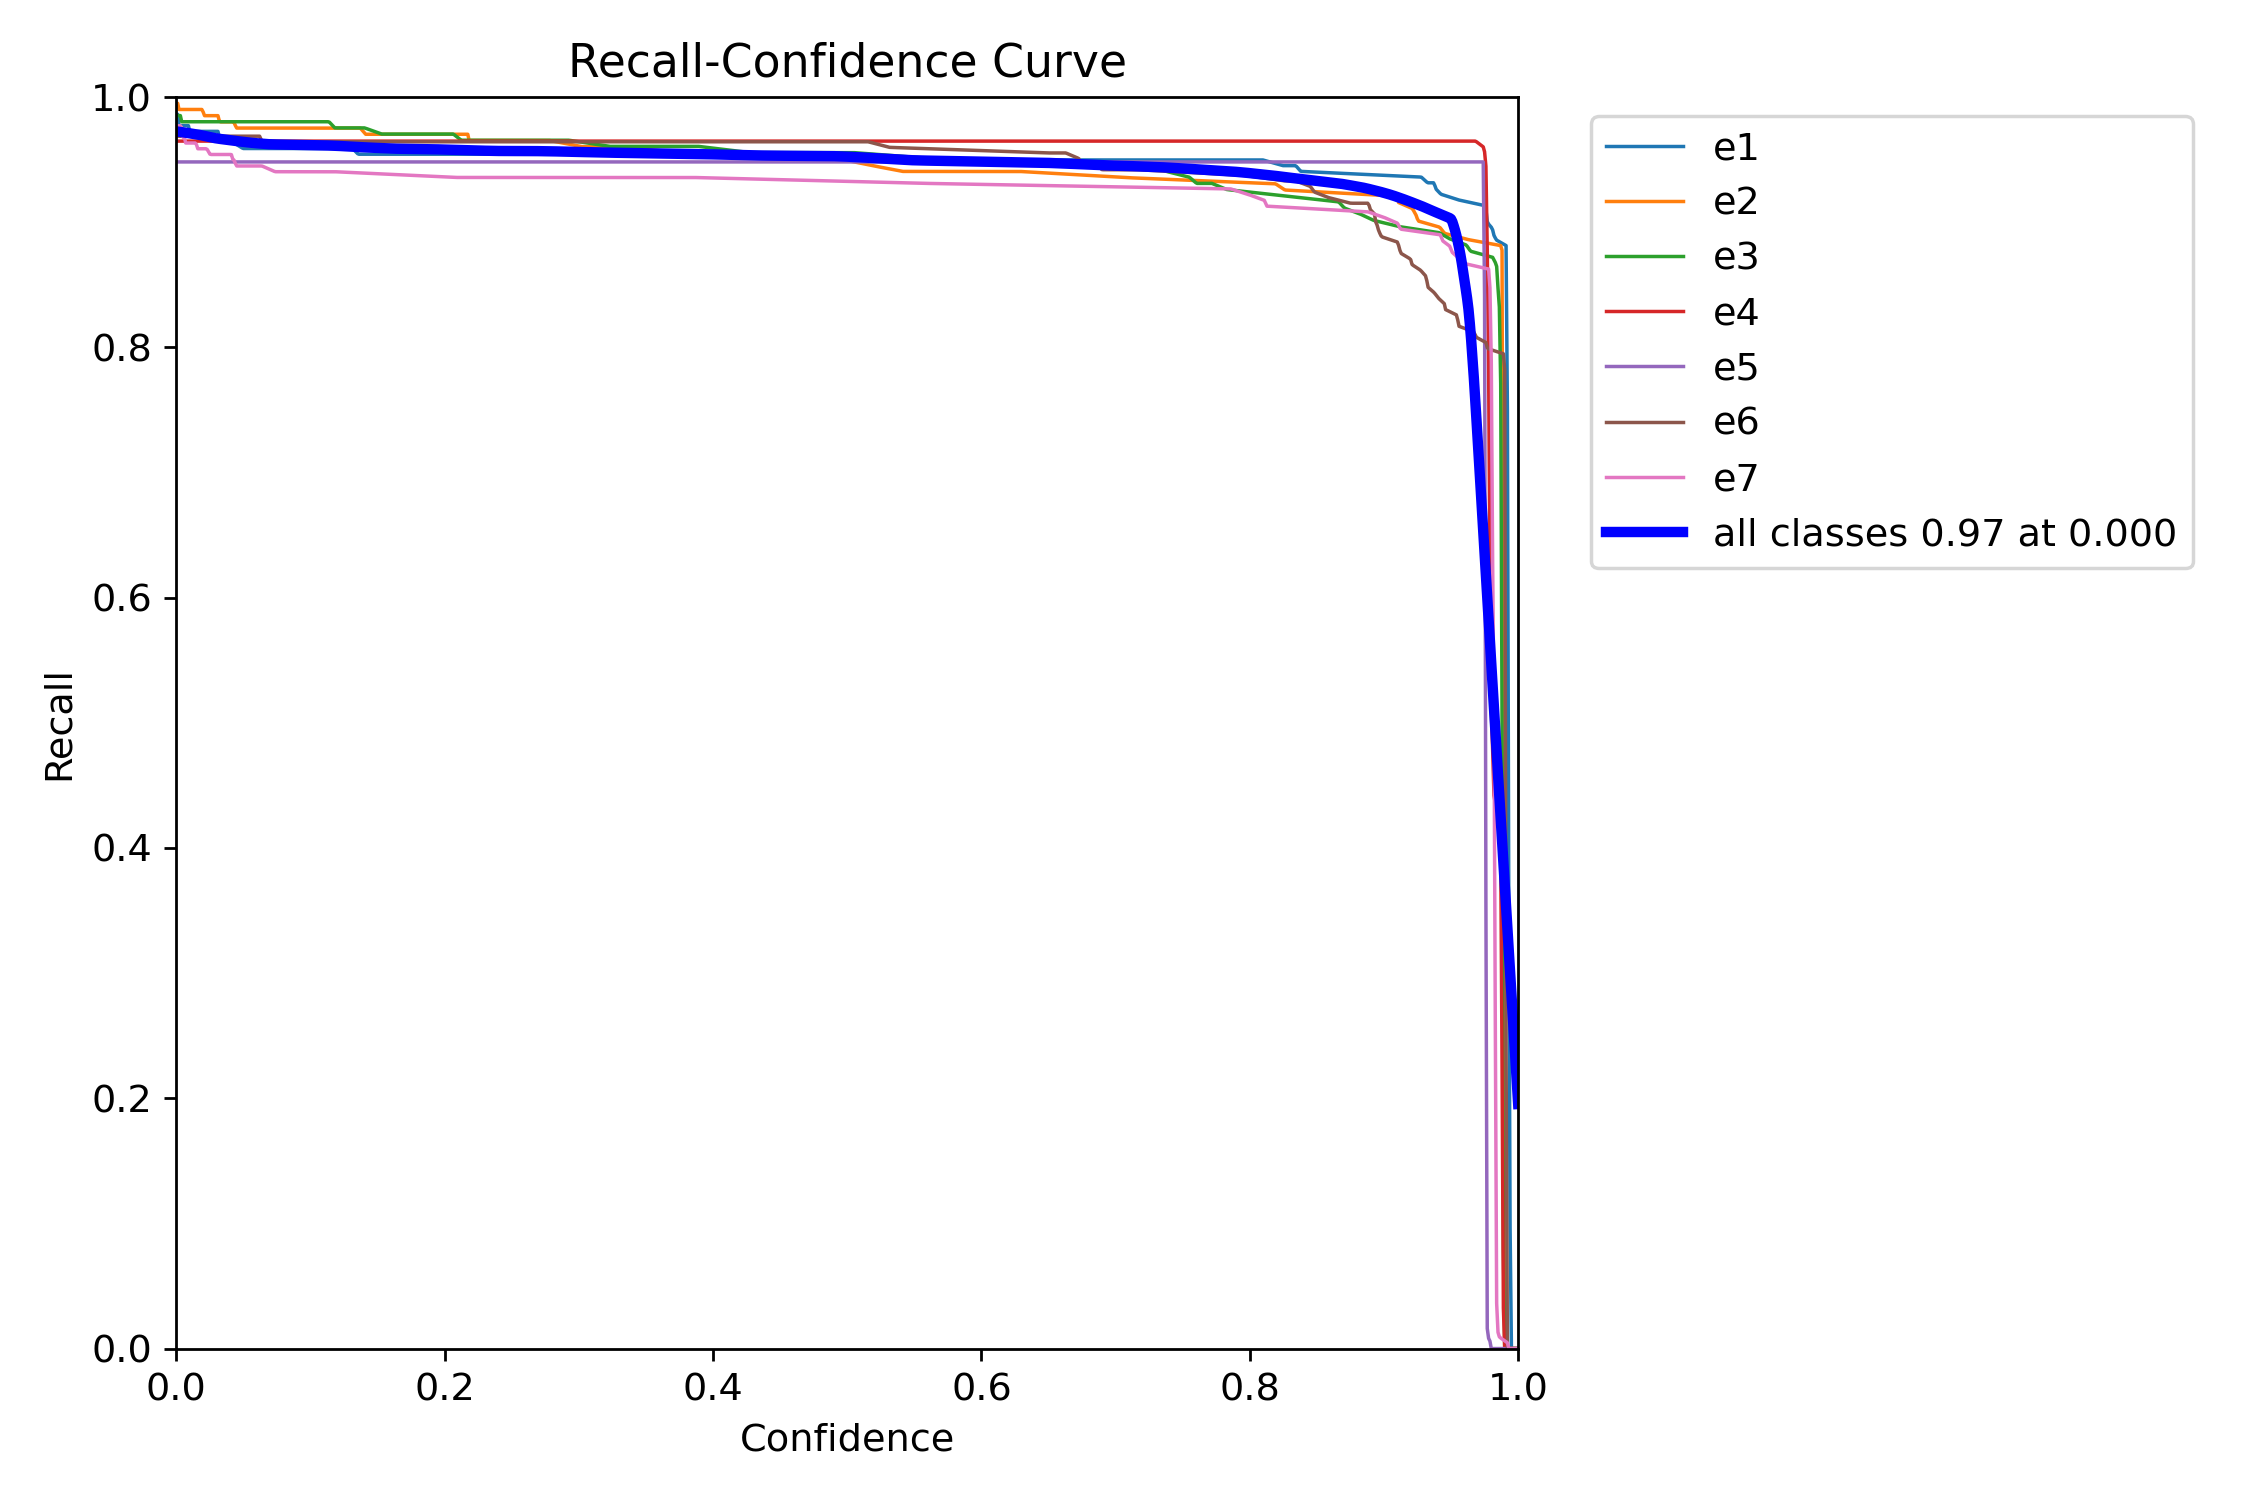 Recall-Confidence Curve
1.0
0.8
0.6
0.4
0.2
0.0
Recall
0.0 0.2 0.4 0.6 0.8 1.0
Confidence
e1
e2
e3
e4
e5
e6
e7
all classes 0.97 at 0.000